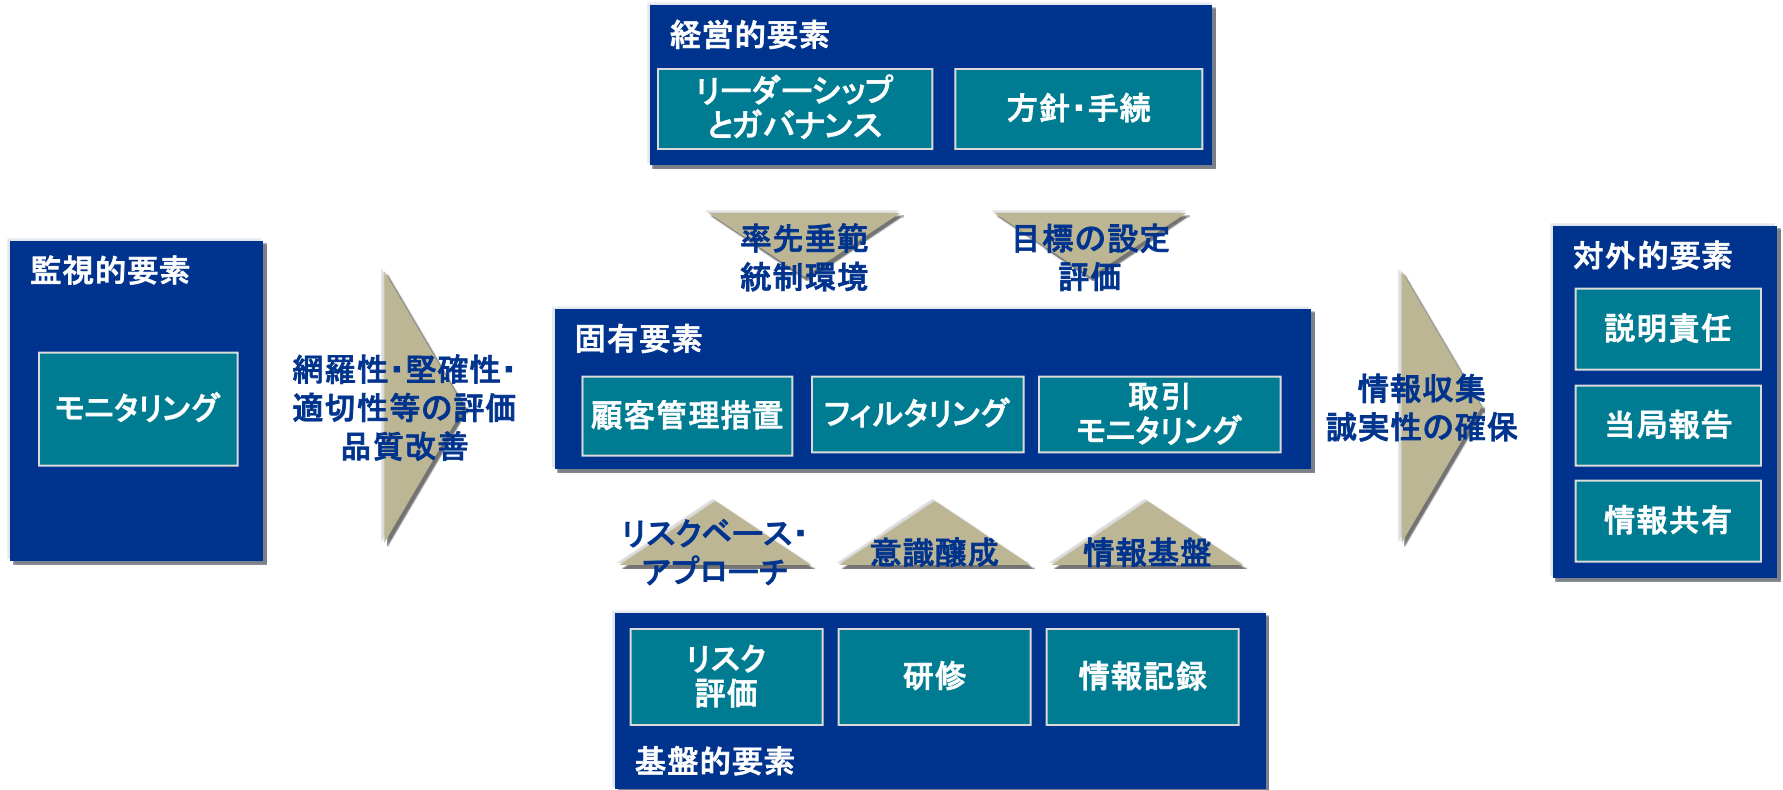 経営的要素
リーダーシップ
とガバナンス
方針・手続
率先垂範
統制環境
目標の設定
評価
監視的要素
モニタリング
網羅性・堅確性・
適切性等の評価
品質改善
固有要素
顧客管理措置
フィルタリング
取引
モニタリング
情報収集
誠実性の確保
対外的要素
説明責任
当局報告
情報共有
リスクベース・
アプローチ
意識醸成
情報基盤
リスク
評価
研修
情報記録
基盤的要素